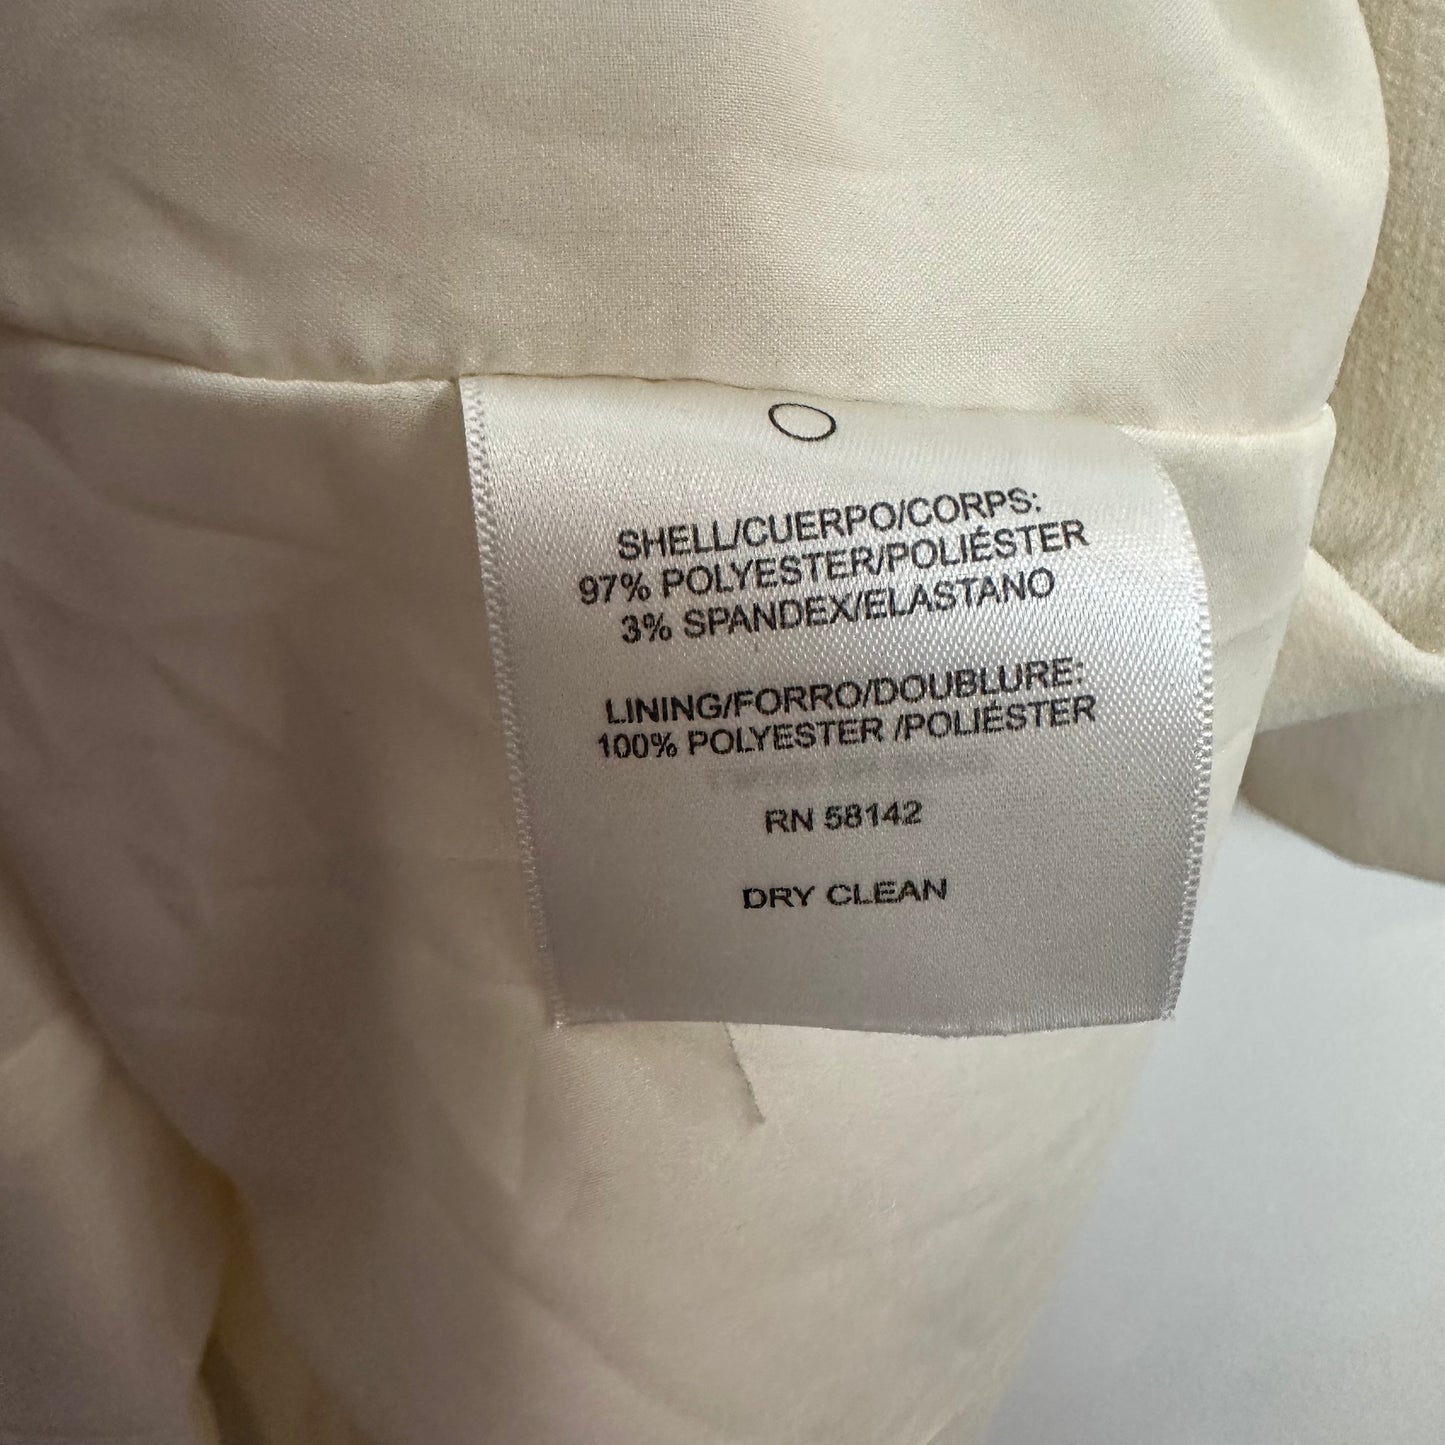 SHELL/CUERPO/CORPS:
97% POLYESTER/POLIÉSTER
3% SPANDEX/ELASTANO
LINING/FORRO/DOUBLURE:
100% POLYESTER /POLIÉSTER
RN 58142
DRY CLEAN